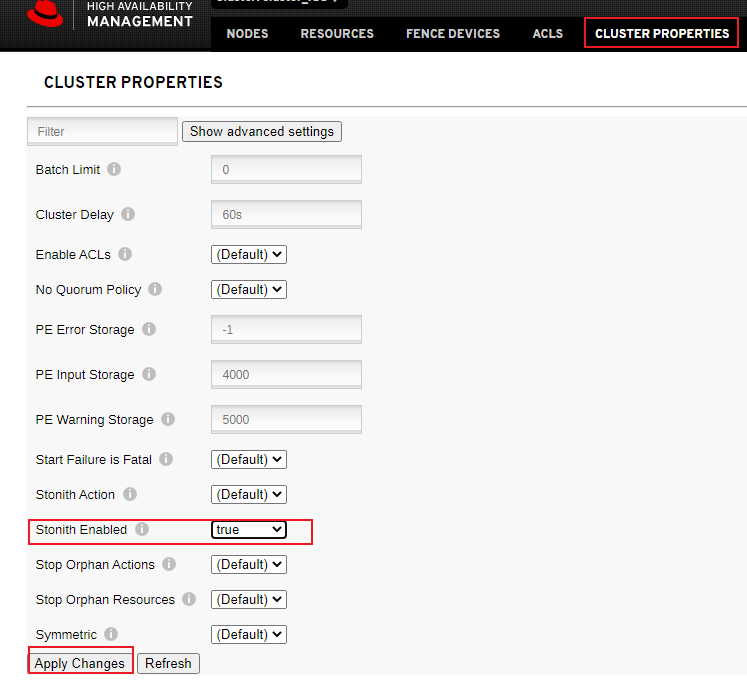 HIGH AVAILABILITY
MANAGEMENT
NODES RESOURCES FENCE DEVICES ACLS CLUSTER PROPERTIES
CLUSTER PROPERTIES
Filter Show advanced settings
Batch Limit 0
Cluster Delay 60s
Enable ACLs (Default)
No Quorum Policy (Default)
PE Error Storage -1
PE Input Storage 4000
PE Warning Storage 5000
Start Failure is Fatal (Default)
Stonith Action (Default)
Stonith Enabled true
Stop Orphan Actions (Default)
Stop Orphan Resources (Default)
Symmetric (Default)
Apply Changes Refresh